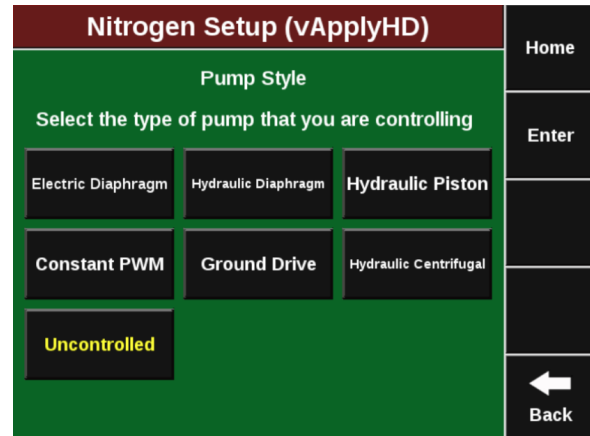 Nitrogen Setup (vApplyHD)
Home
Pump Style
Select the type of pump that you are controlling
Enter
Electric Diaphragm
Hydraulic Diaphragm
Hydraulic Piston
Constant PWM
Ground Drive
Hydraulic Centrifugal
Uncontrolled
Back